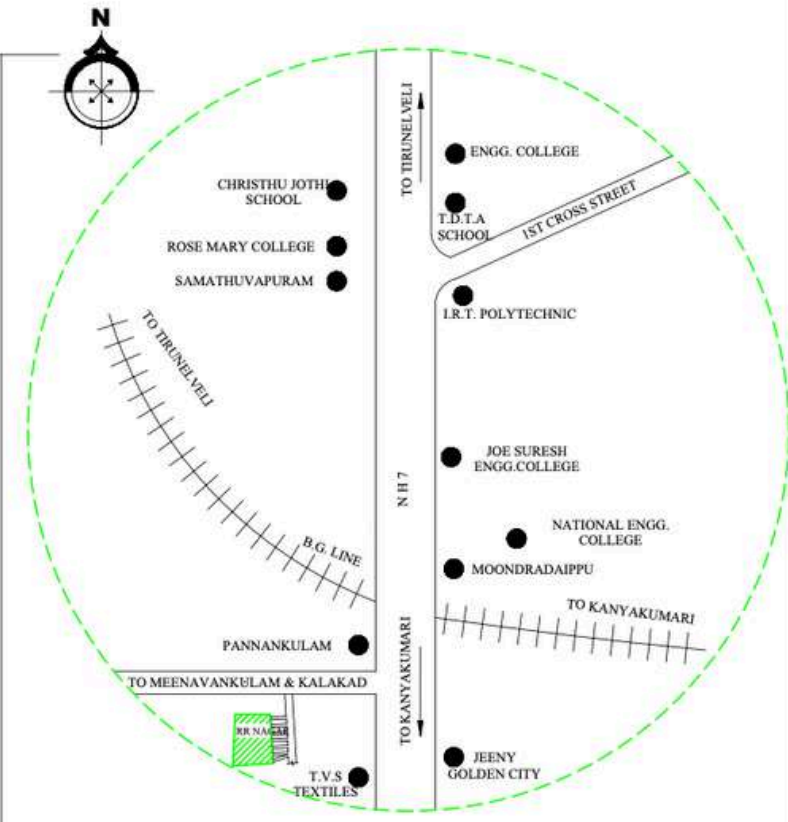 N
TO TIRUNELVELI
ENGG. COLLEGE
CHRISTHU JOTHI
SCHOOL
T.D.T.A
SCHOOL
1ST CROSS STREET
ROSE MARY COLLEGE
SAMATHUVAPURAM
I.R.T. POLYTECHNIC
TO TIRUNELVELI
JOE SURESH
ENGG.COLLEGE
N H 7
NATIONAL ENGG.
COLLEGE
B.G. LINE
MOONDRADAIPPU
TO KANYAKUMARI
TO KANYAKUMARI
PANNANKULAM
TO MEENAVANKULAM & KALAKAD
RR NAGAR
JEENY
GOLDEN CITY
T.V.S
TEXTILES